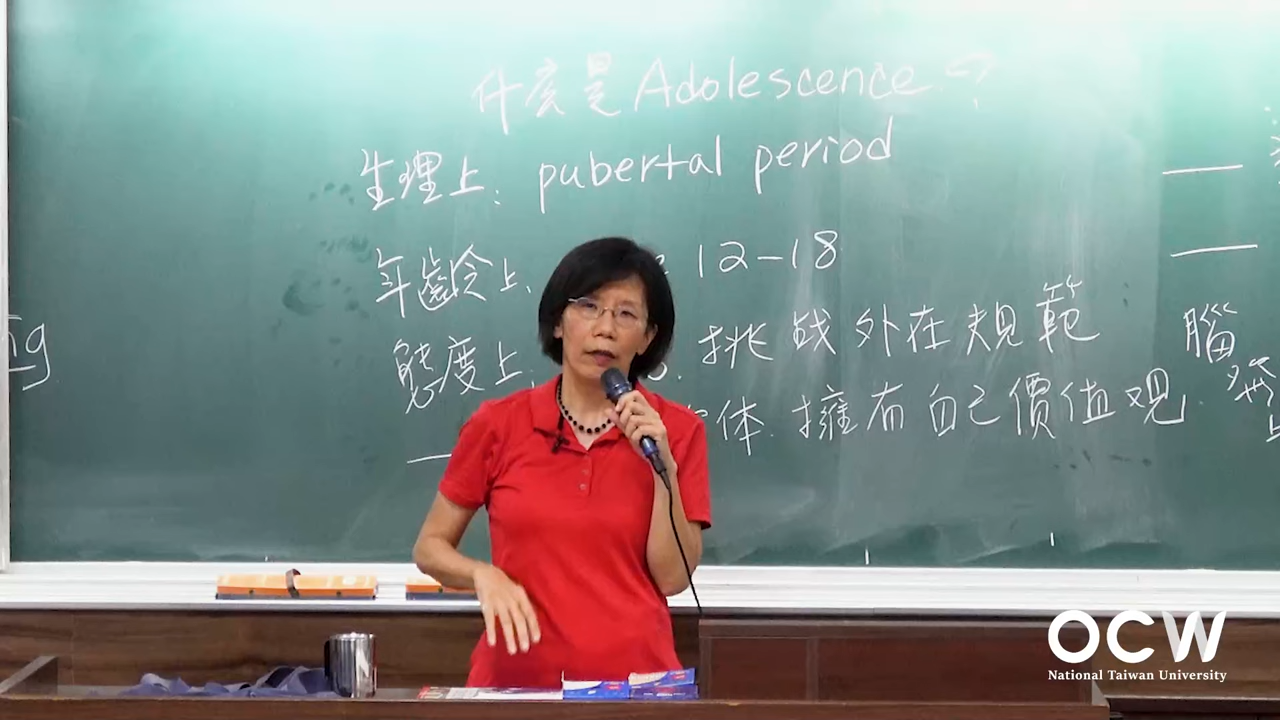 什麼是Adolescence?
生理上: pubertal period
年齡上. 12-18
態度上. 挑战外在規範
体. 擁有自己價值观.
腦
發
ng
OCW
National Taiwan University